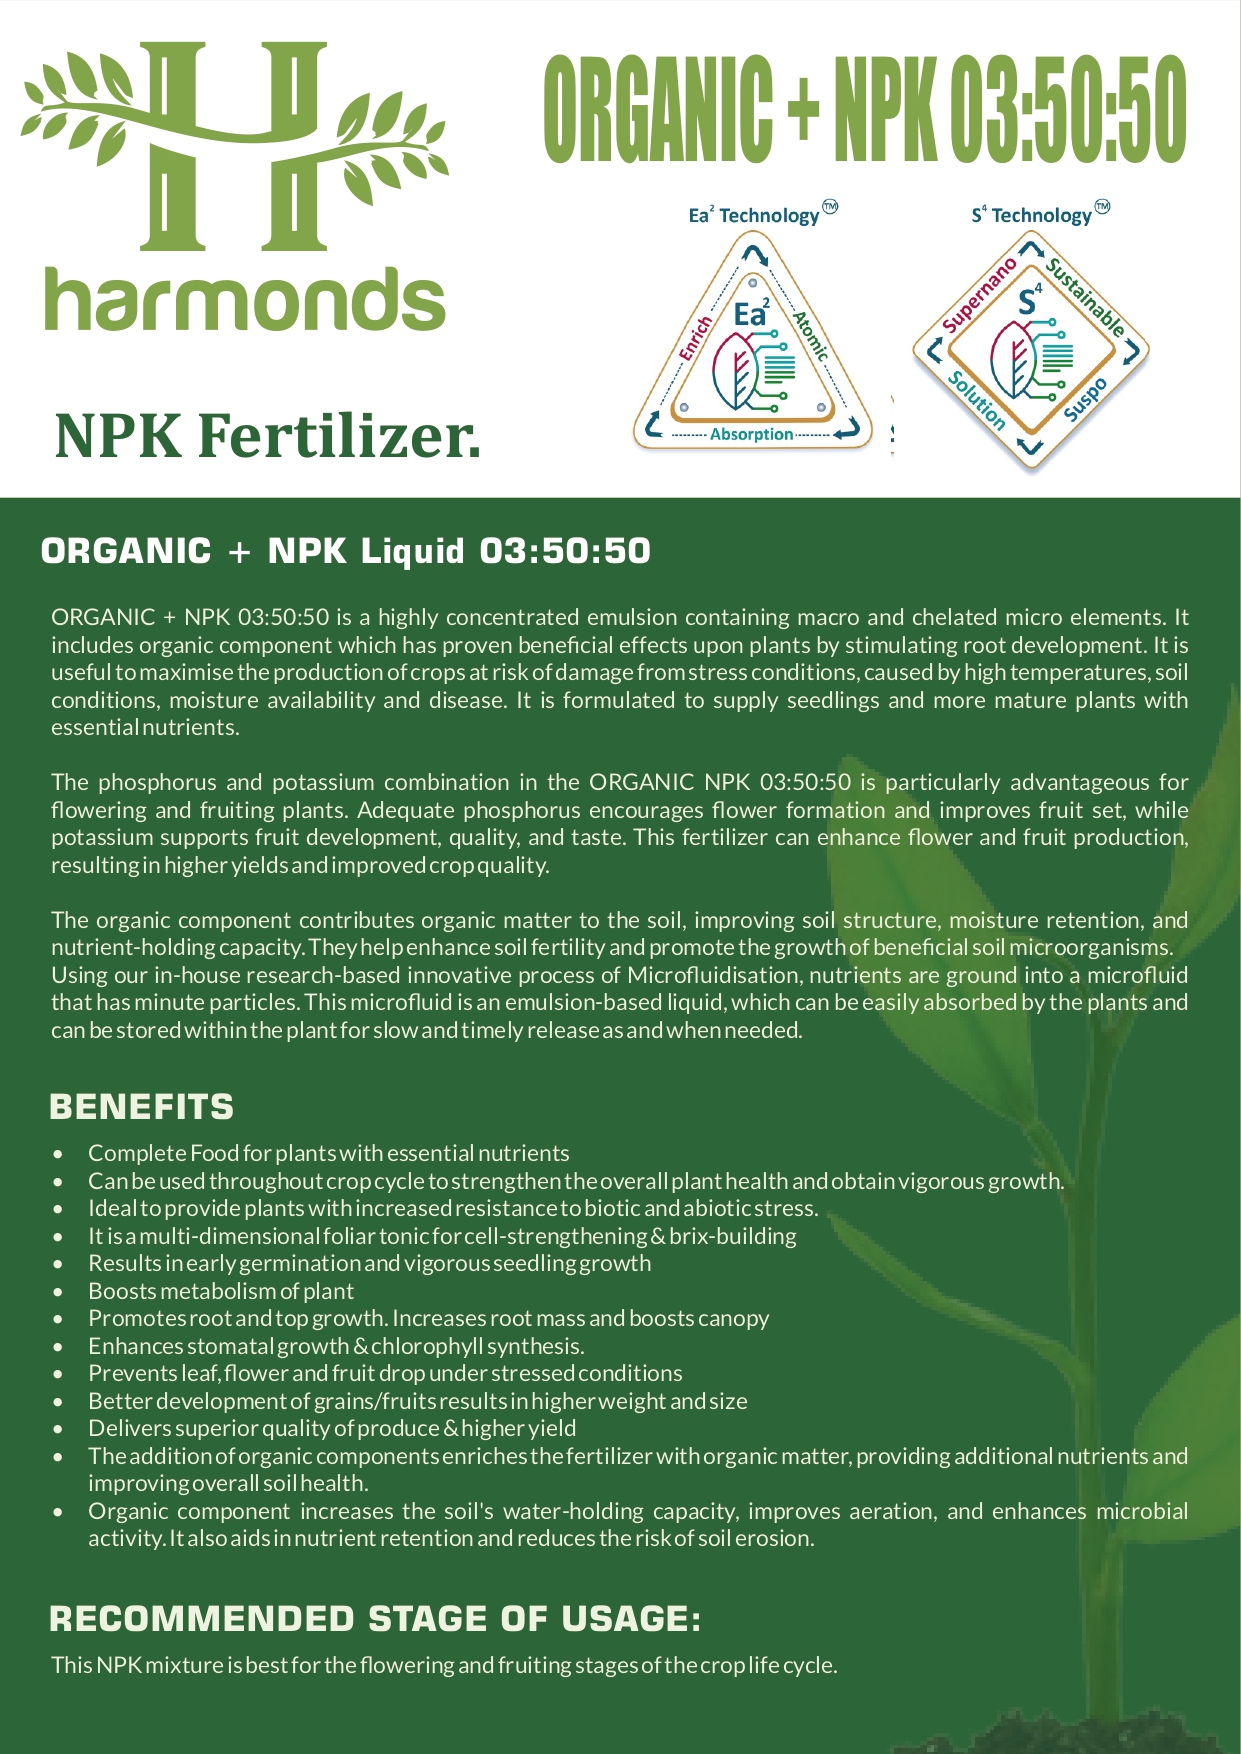 H
harmonds
ORGANIC + NPK 03:50:50
Ea² Technology TM
Ea²
Enrich
Atomic
Absorption
S⁴ Technology TM
S⁴
Supernano
Sustainable
Solution
Suspo
NPK Fertilizer.
ORGANIC + NPK Liquid 03:50:50
ORGANIC + NPK 03:50:50 is a highly concentrated emulsion containing macro and chelated micro elements. It
includes organic component which has proven beneficial effects upon plants by stimulating root development. It is
useful to maximise the production of crops at risk of damage from stress conditions, caused by high temperatures, soil
conditions, moisture availability and disease. It is formulated to supply seedlings and more mature plants with
essential nutrients.
The phosphorus and potassium combination in the ORGANIC NPK 03:50:50 is particularly advantageous for
flowering and fruiting plants. Adequate phosphorus encourages flower formation and improves fruit set, while
potassium supports fruit development, quality, and taste. This fertilizer can enhance flower and fruit production,
resulting in higher yields and improved crop quality.
The organic component contributes organic matter to the soil, improving soil structure, moisture retention, and
nutrient-holding capacity. They help enhance soil fertility and promote the growth of beneficial soil microorganisms.
Using our in-house research-based innovative process of Microfluidisation, nutrients are ground into a microfluid
that has minute particles. This microfluid is an emulsion-based liquid, which can be easily absorbed by the plants and
can be stored within the plant for slow and timely release as and when needed.
BENEFITS
• Complete Food for plants with essential nutrients
• Can be used throughout crop cycle to strengthen the overall plant health and obtain vigorous growth.
• Ideal to provide plants with increased resistance to biotic and abiotic stress.
• It is a multi-dimensional foliar tonic for cell-strengthening & brix-building
• Results in early germination and vigorous seedling growth
• Boosts metabolism of plant
• Promotes root and top growth. Increases root mass and boosts canopy
• Enhances stomatal growth & chlorophyll synthesis.
• Prevents leaf, flower and fruit drop under stressed conditions
• Better development of grains/fruits results in higher weight and size
• Delivers superior quality of produce & higher yield
• The addition of organic components enriches the fertilizer with organic matter, providing additional nutrients and
improving overall soil health.
• Organic component increases the soil's water-holding capacity, improves aeration, and enhances microbial
activity. It also aids in nutrient retention and reduces the risk of soil erosion.
RECOMMENDED STAGE OF USAGE:
This NPK mixture is best for the flowering and fruiting stages of the crop life cycle.